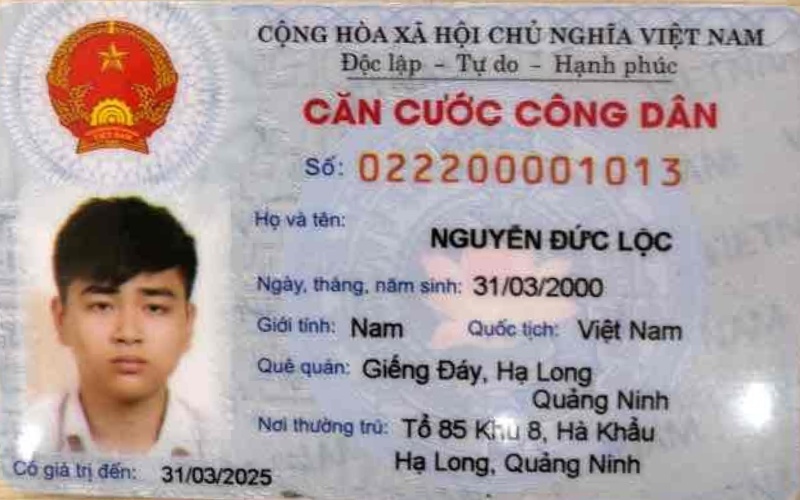 CỘNG HÒA XÃ HỘI CHỦ NGHĨA VIỆT NAM
Độc lập - Tự do - Hạnh phúc
CĂN CƯỚC CÔNG DÂN
Số: 022200001013
Họ và tên:
NGUYỄN ĐỨC LỘC
Ngày, tháng, năm sinh: 31/03/2000
Giới tính: Nam Quốc tịch: Việt Nam
Quê quán: Giếng Đáy, Hạ Long
Quảng Ninh
Nơi thường trú: Tổ 85 Khu 8, Hà Khẩu
Hạ Long, Quảng Ninh
Có giá trị đến: 31/03/2025
VIỆT NAM